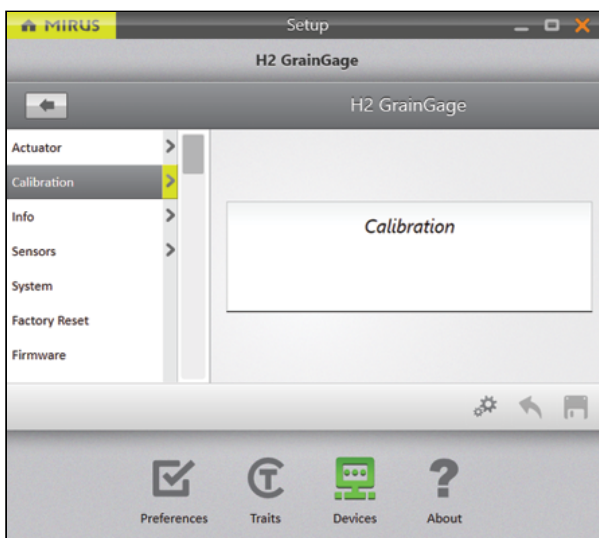 MIRUS Setup
H2 GrainGage
H2 GrainGage
Actuator
Calibration
Info
Sensors
System
Factory Reset
Firmware
Calibration
Preferences Traits Devices About